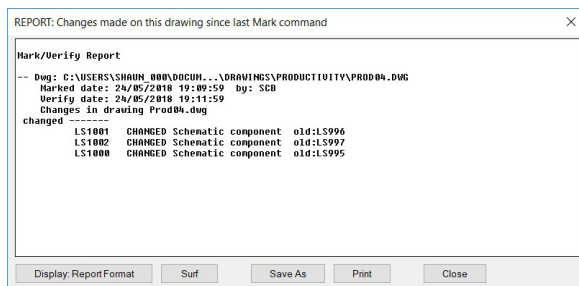 REPORT: Changes made on this drawing since last Mark command
Mark/Verify Report
-- Dwg: C:\USERS\SHAUN_000\DOCUM...\DRAWINGS\PRODUCTIVITY\PROD04.DWG
Marked date: 24/05/2018 19:09:59 by: SCB
Verify date: 24/05/2018 19:11:59
Changes in drawing Prod04.dwg
changed -------
LS1001 CHANGED Schematic component old:LS996
LS1002 CHANGED Schematic component old:LS997
LS1000 CHANGED Schematic component old:LS995
Display: Report Format Surf Save As Print Close